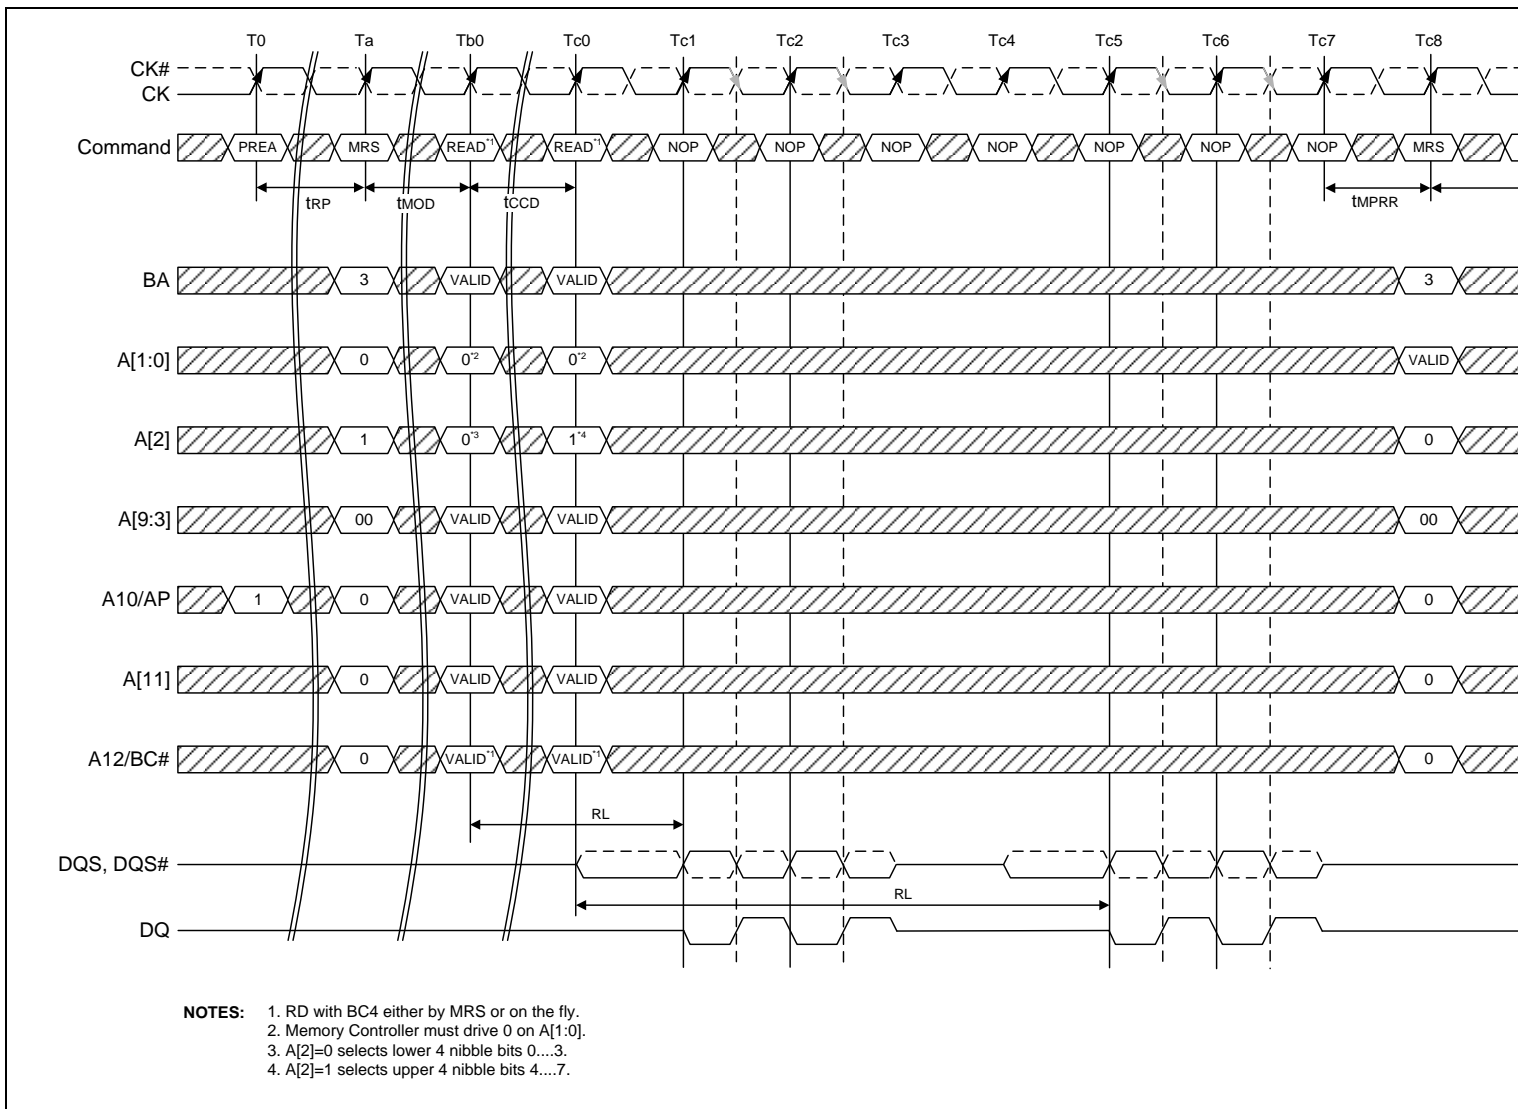 T0 Ta Tb0 Tc0 Tc1 Tc2 Tc3 Tc4 Tc5 Tc6 Tc7 Tc8
CK#
CK
Command PREA MRS READ*1 READ*1 NOP NOP NOP NOP NOP NOP NOP MRS
tRP tMOD tCCD tMPRR
BA 3 VALID VALID 3
A[1:0] 0 0*2 0*2 VALID
A[2] 1 0*3 1*4 0
A[9:3] 00 VALID VALID 00
A10/AP 1 0 VALID VALID 0
A[11] 0 VALID VALID 0
A12/BC# 0 VALID*1 VALID*1 0
RL
DQS, DQS#
RL
DQ
NOTES: 1. RD with BC4 either by MRS or on the fly.
2. Memory Controller must drive 0 on A[1:0].
3. A[2]=0 selects lower 4 nibble bits 0....3.
4. A[2]=1 selects upper 4 nibble bits 4....7.